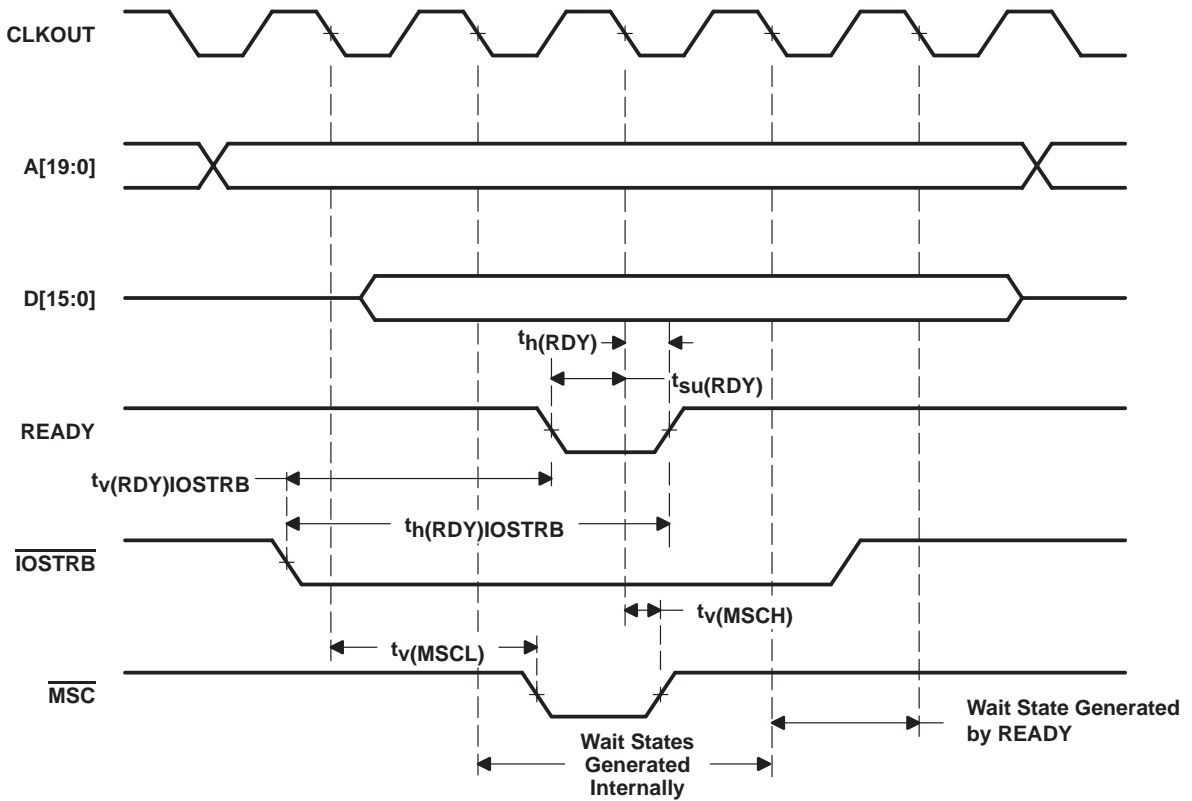 CLKOUT
A[19:0]
D[15:0]
th(RDY)
tsu(RDY)
READY
tv(RDY)IOSTRB
th(RDY)IOSTRB
IOSTRB
tv(MSCH)
tv(MSCL)
MSC
Wait State Generated
by READY
Wait States
Generated
Internally